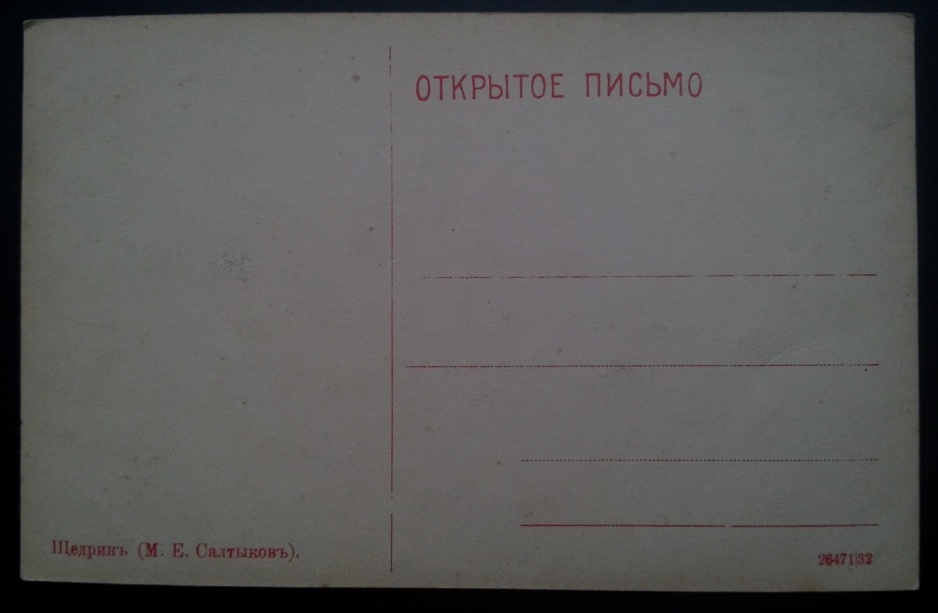 ОТКРЫТОЕ ПИСЬМО
Щедринъ (М. Е. Салтыковъ).
26471|32